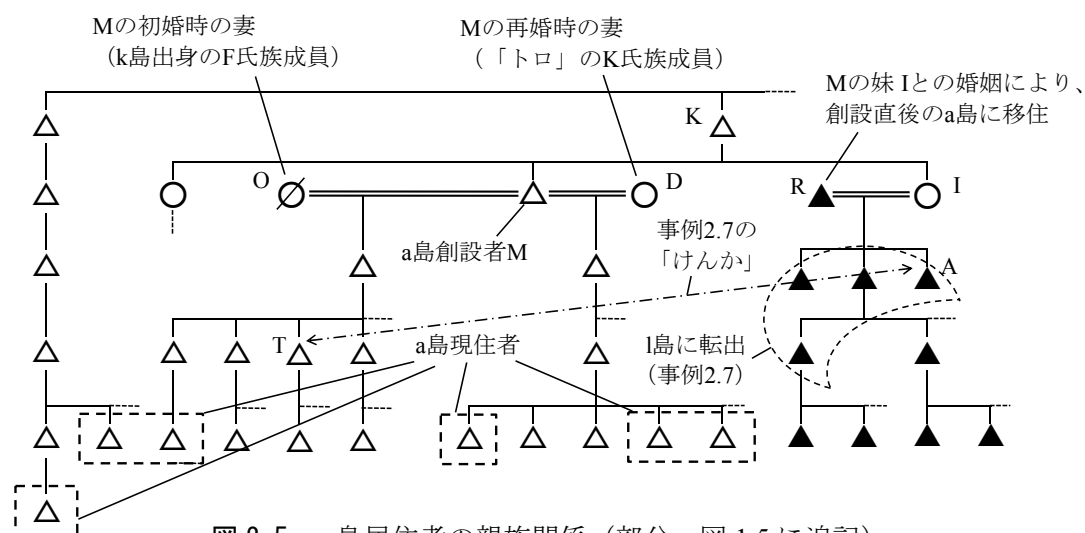 Mの初婚時の妻
（k島出身のF氏族成員）
Mの再婚時の妻
（「トロ」のK氏族成員）
Mの妹 Iとの婚姻により、
創設直後のa島に移住
K
O
D
R
I
a島創設者M
事例2.7の
「けんか」
A
T
a島現住者
l島に転出
（事例2.7）